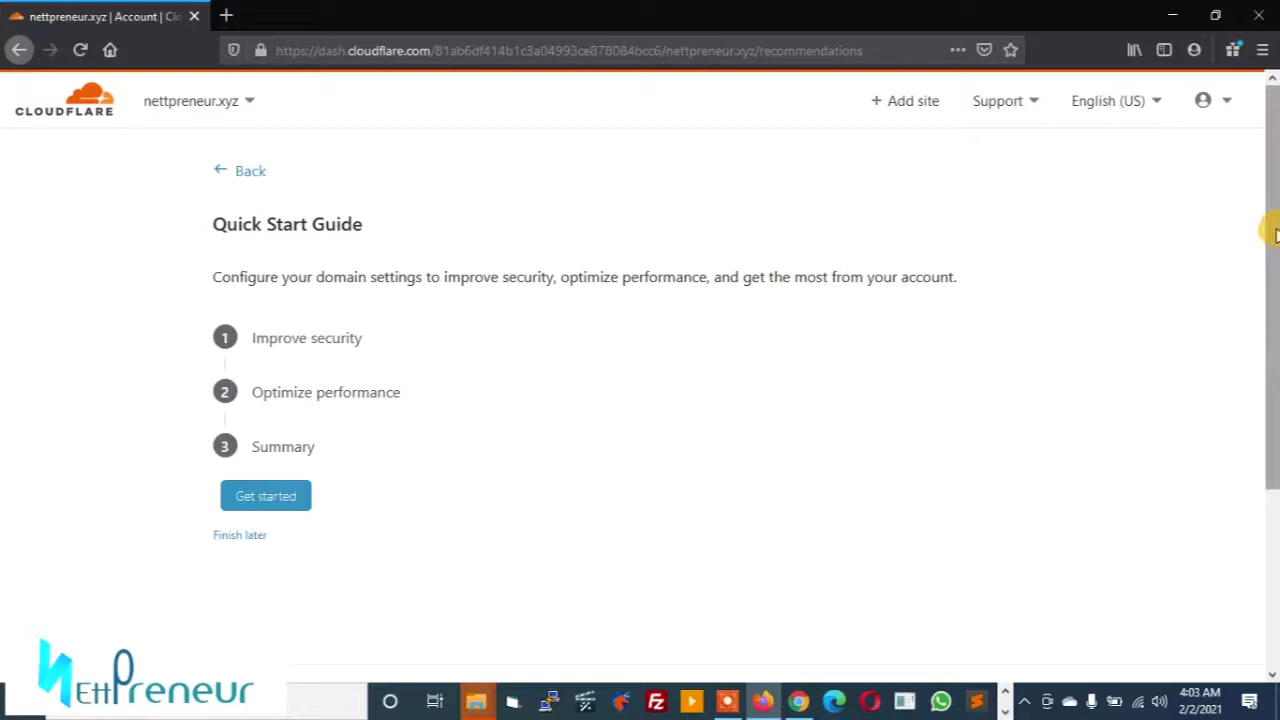 nettpreneur.xyz | Account | Clo
https://dash.cloudflare.com/81ab6df414b1c3a04993ce878084bcc6/nettpreneur.xyz/recommendations
CLOUDFLARE
nettpreneur.xyz
+ Add site
Support
English (US)
Back
Quick Start Guide
Configure your domain settings to improve security, optimize performance, and get the most from your account.
1 Improve security
2 Optimize performance
3 Summary
Get started
Finish later
NettPreneur
4:03 AM
2/2/2021